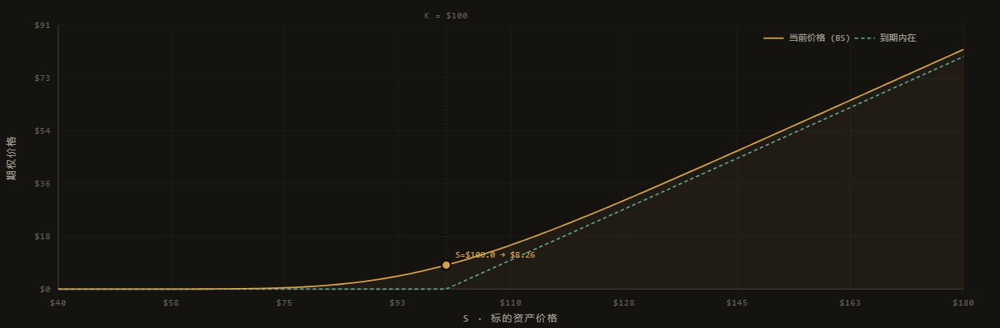 K = $100
$91
当前价格 (BS)
到期内在
$73
$54
期权价格
$36
$18
S=$100.0 → $8.26
$0
$40 $58 $75 $93 $110 $128 $145 $163 $180
S · 标的资产价格